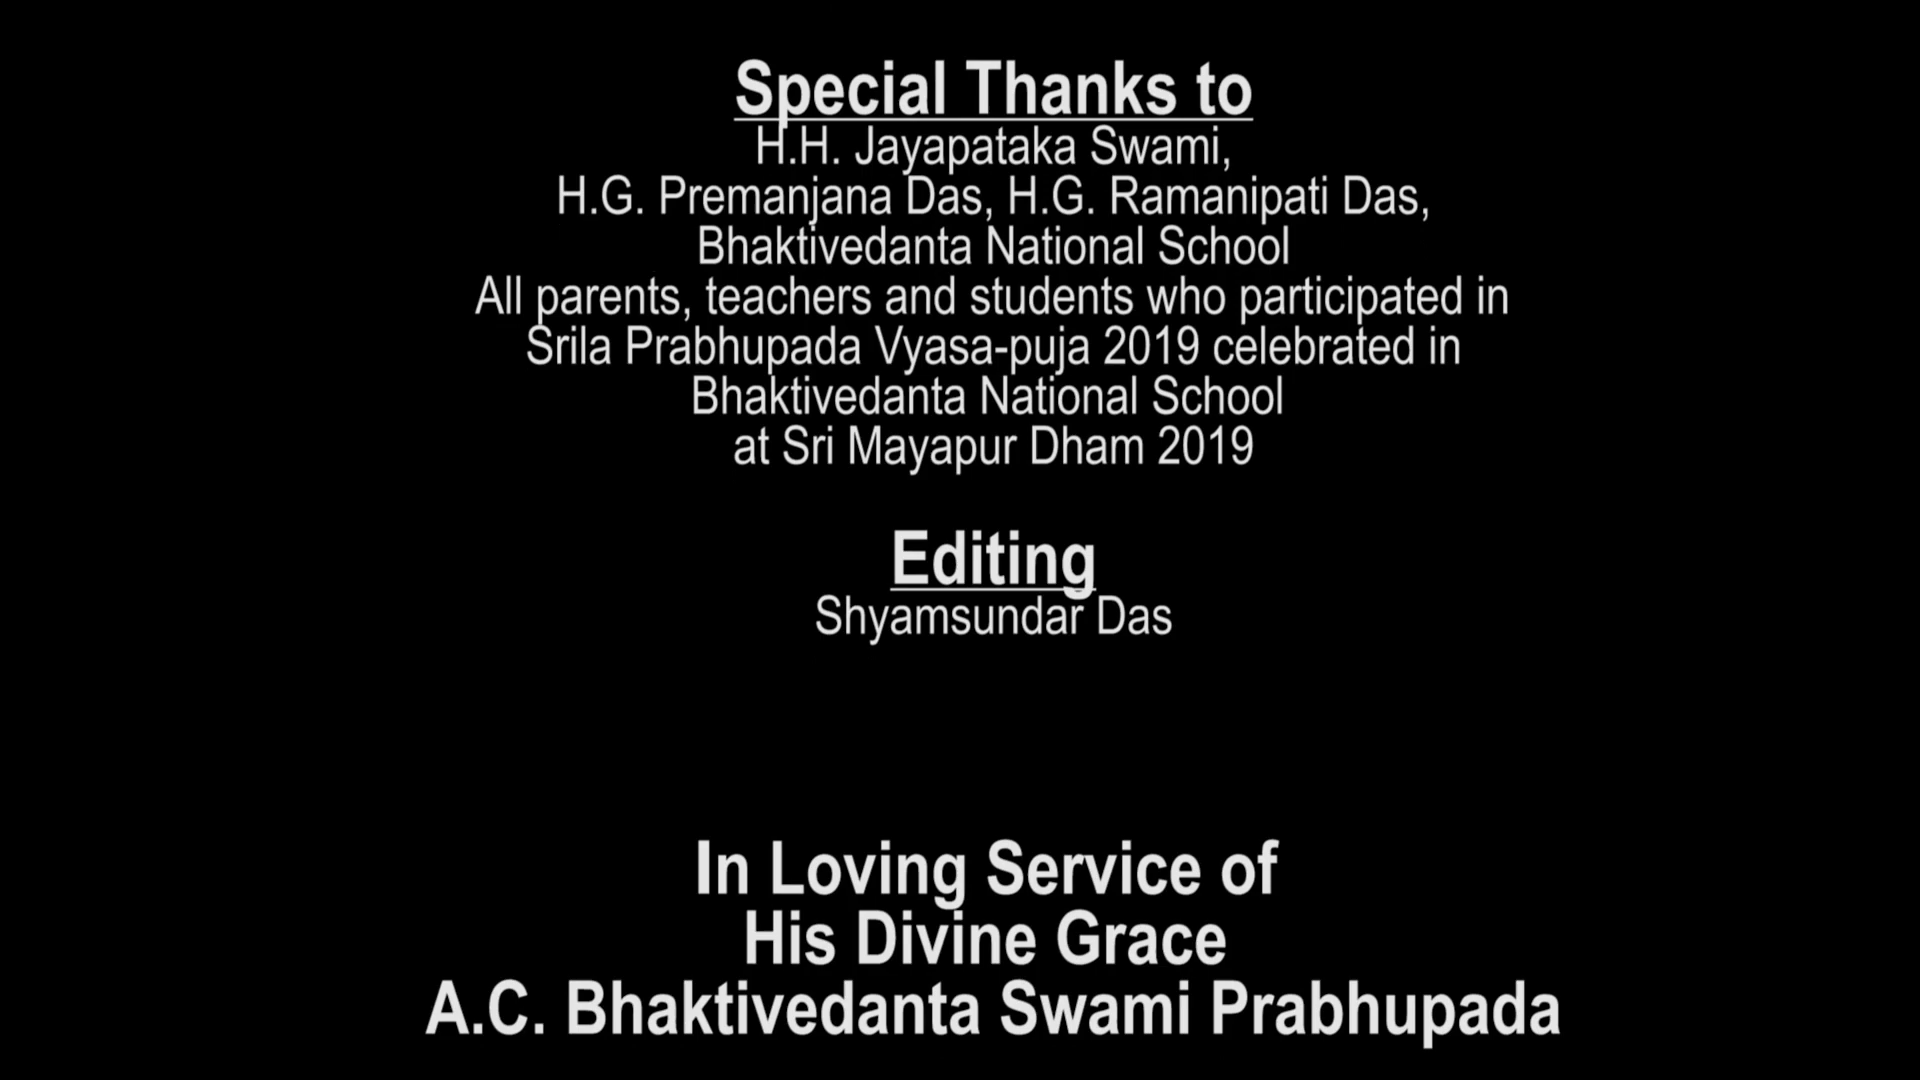 Special Thanks to
H.H. Jayapataka Swami,
H.G. Premanjana Das, H.G. Ramanipati Das,
Bhaktivedanta National School
All parents, teachers and students who participated in
Srila Prabhupada Vyasa-puja 2019 celebrated in
Bhaktivedanta National School
at Sri Mayapur Dham 2019
Editing
Shyamsundar Das
In Loving Service of
His Divine Grace
A.C. Bhaktivedanta Swami Prabhupada